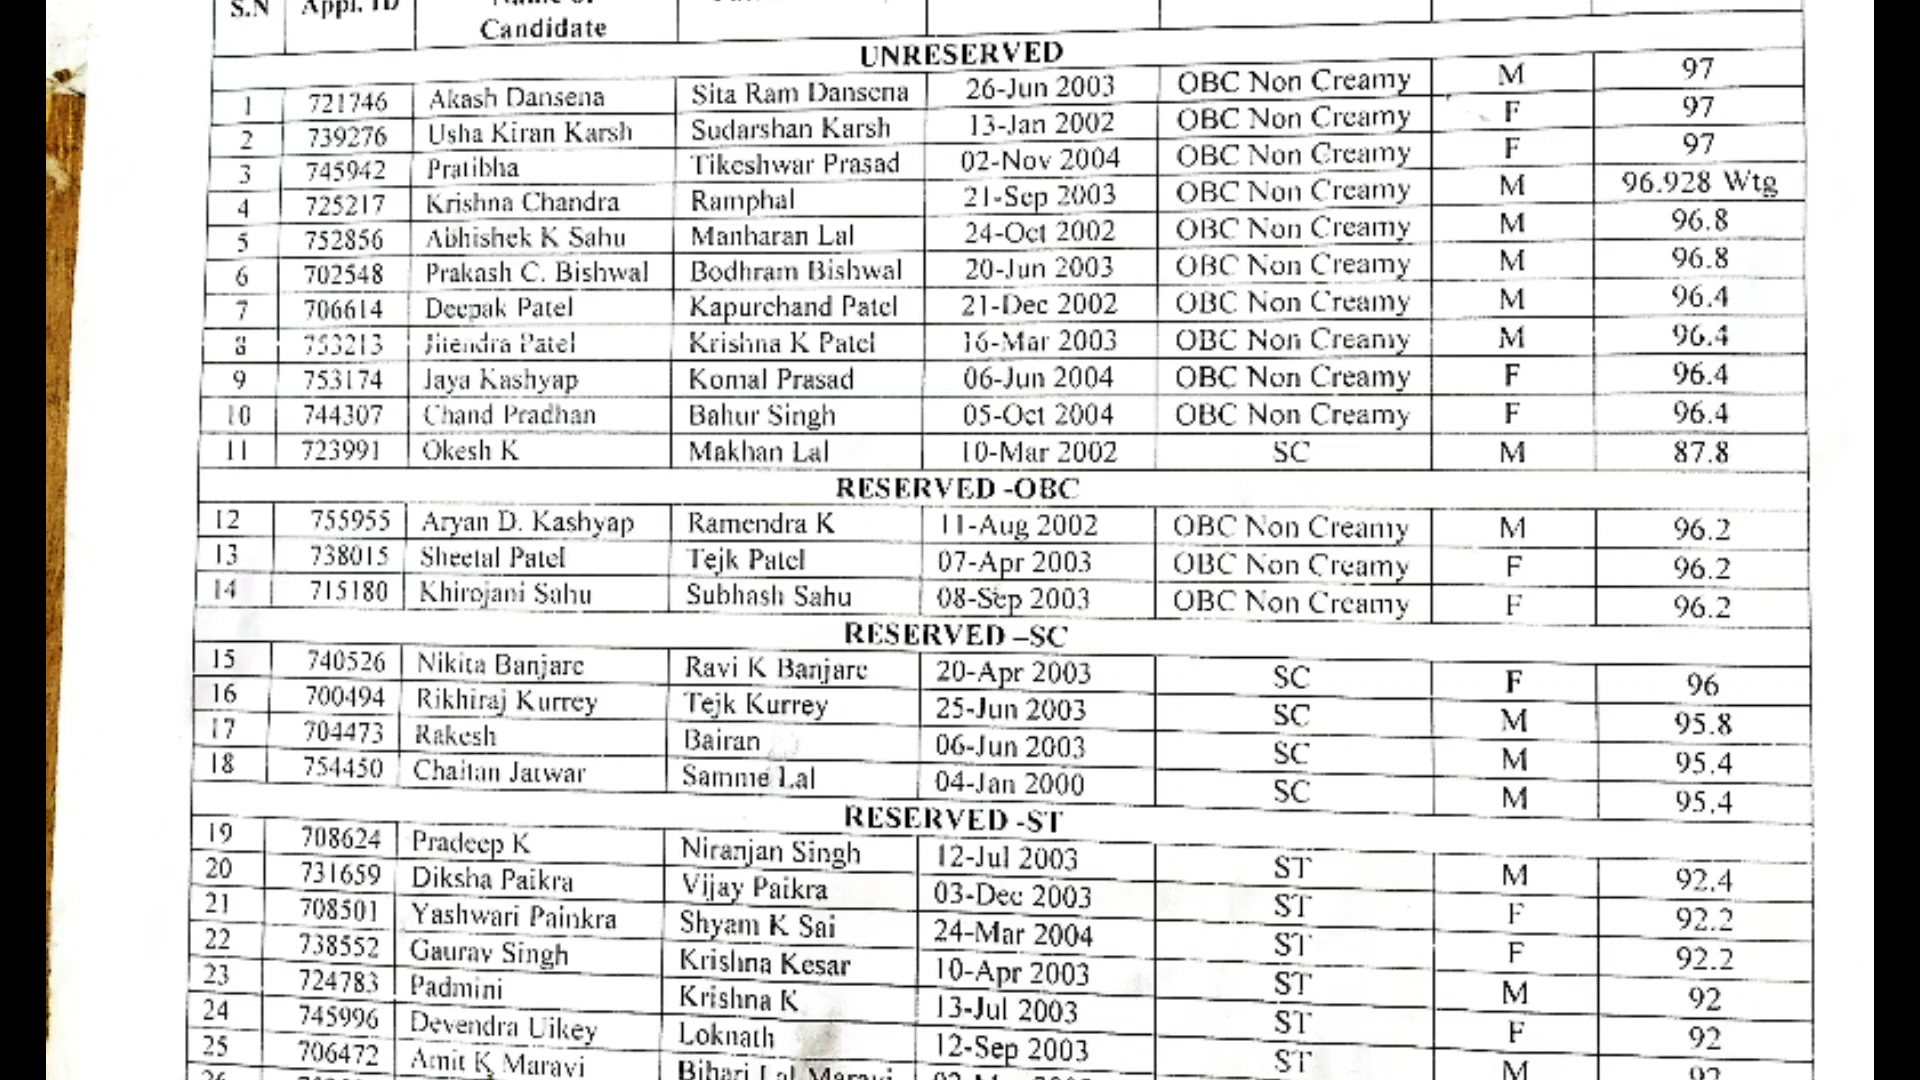 S.N Appl. ID Name of Candidate
UNRESERVED
1 721746 Akash Dansena Sita Ram Dansena 26-Jun 2003 OBC Non Creamy M 97
2 739276 Usha Kiran Karsh Sudarshan Karsh 13-Jan 2002 OBC Non Creamy F 97
3 745942 Pratibha Tikeshwar Prasad 02-Nov 2004 OBC Non Creamy F 97
4 725217 Krishna Chandra Ramphal 21-Sep 2003 OBC Non Creamy M 96.928 Wtg
5 752856 Abhishek K Sahu Manharan Lal 24-Oct 2002 OBC Non Creamy M 96.8
6 702548 Prakash C. Bishwal Bodhram Bishwal 20-Jun 2003 OBC Non Creamy M 96.8
7 706614 Deepak Patel Kapurchand Patel 21-Dec 2002 OBC Non Creamy M 96.4
8 753213 Jitendra Patel Krishna K Patel 16-Mar 2003 OBC Non Creamy M 96.4
9 753174 Jaya Kashyap Komal Prasad 06-Jun 2004 OBC Non Creamy F 96.4
10 744307 Chand Pradhan Bahur Singh 05-Oct 2004 OBC Non Creamy F 96.4
11 723991 Okesh K Makhan Lal 10-Mar 2002 SC M 87.8
RESERVED -OBC
12 755955 Aryan D. Kashyap Ramendra K 11-Aug 2002 OBC Non Creamy M 96.2
13 738015 Sheetal Patel Tejk Patel 07-Apr 2003 OBC Non Creamy F 96.2
14 715180 Khirojani Sahu Subhash Sahu 08-Sep 2003 OBC Non Creamy F 96.2
RESERVED –SC
15 740526 Nikita Banjare Ravi K Banjare 20-Apr 2003 SC F 96
16 700494 Rikhiraj Kurrey Tejk Kurrey 25-Jun 2003 SC M 95.8
17 704473 Rakesh Bairan 06-Jun 2003 SC M 95.4
18 754450 Chaitan Jatwar Samme Lal 04-Jan 2000 SC M 95.4
RESERVED -ST
19 708624 Pradeep K Niranjan Singh 12-Jul 2003 ST M 92.4
20 731659 Diksha Paikra Vijay Paikra 03-Dec 2003 ST F 92.2
21 708501 Yashwari Painkra Shyam K Sai 24-Mar 2004 ST F 92.2
22 738552 Gaurav Singh Krishna Kesar 10-Apr 2003 ST M 92
23 724783 Padmini Krishna K 13-Jul 2003 ST F 92
24 745996 Devendra Uikey Loknath 12-Sep 2003 ST M 92
25 706472 Amit K Maravi Bihari Lal Maravi
26